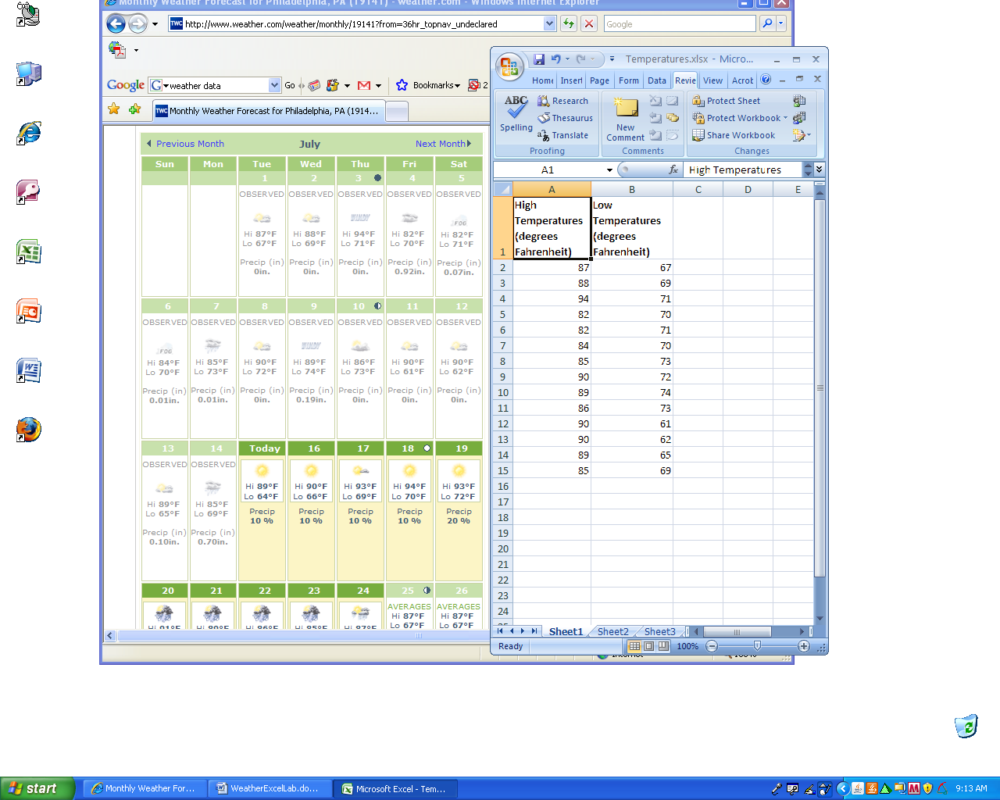 Monthly Weather Forecast for Philadelphia, PA (19141) - weather.com - Windows Internet Explorer
TWC http://www.weather.com/weather/monthly/19141?from=36hr_topnav_undeclared
Google
Google G weather data Go Bookmarks 2
TWC Monthly Weather Forecast for Philadelphia, PA (1914...
Previous Month July Next Month
Sun Mon Tue Wed Thu Fri Sat
1 2 3 4 5
OBSERVED OBSERVED OBSERVED OBSERVED OBSERVED
WINDY FOG
Hi 87°F Hi 88°F Hi 94°F Hi 82°F Hi 82°F
Lo 67°F Lo 69°F Lo 71°F Lo 70°F Lo 71°F
Precip (in) Precip (in) Precip (in) Precip (in) Precip (in)
0in. 0in. 0in. 0.92in. 0.07in.
6 7 8 9 10 11 12
OBSERVED OBSERVED OBSERVED OBSERVED OBSERVED OBSERVED OBSERVED
FOG WINDY
Hi 84°F Hi 85°F Hi 90°F Hi 89°F Hi 86°F Hi 90°F Hi 90°F
Lo 70°F Lo 73°F Lo 72°F Lo 74°F Lo 73°F Lo 61°F Lo 62°F
Precip (in) Precip (in) Precip (in) Precip (in) Precip (in) Precip (in) Precip (in)
0.01in. 0.01in. 0in. 0.19in. 0in. 0in. 0in.
13 14 Today 16 17 18 19
OBSERVED OBSERVED
Hi 89°F Hi 85°F Hi 89°F Hi 90°F Hi 93°F Hi 94°F Hi 93°F
Lo 65°F Lo 69°F Lo 64°F Lo 66°F Lo 69°F Lo 70°F Lo 72°F
Precip (in) Precip (in) Precip Precip Precip Precip Precip
0.10in. 0.70in. 10 % 10 % 10 % 10 % 20 %
20 21 22 23 24 25 26
AVERAGES AVERAGES
Hi 87°F Hi 87°F
Lo 67°F Lo 67°F
Hi 91°F Hi 89°F Hi 86°F Hi 85°F Hi 87°F
Internet 100%
Temperatures.xlsx - Micro...
Home Insert Page Form Data Revie View Acrot
ABC Spelling
Research
Thesaurus
Translate
Proofing
New Comment
Comments
Protect Sheet
Protect Workbook
Share Workbook
Changes
A1 fx High Temperatures
A B C D E
1 High Temperatures (degrees Fahrenheit) Low Temperatures (degrees Fahrenheit)
2 87 67
3 88 69
4 94 71
5 82 70
6 82 71
7 84 70
8 85 73
9 90 72
10 89 74
11 86 73
12 90 61
13 90 62
14 89 65
15 85 69
16
17
18
19
20
21
22
23
24
Sheet1 Sheet2 Sheet3
Ready 100%
start Monthly Weather For... WeatherExcelLab.do... Microsoft Excel - Tem... 9:13 AM